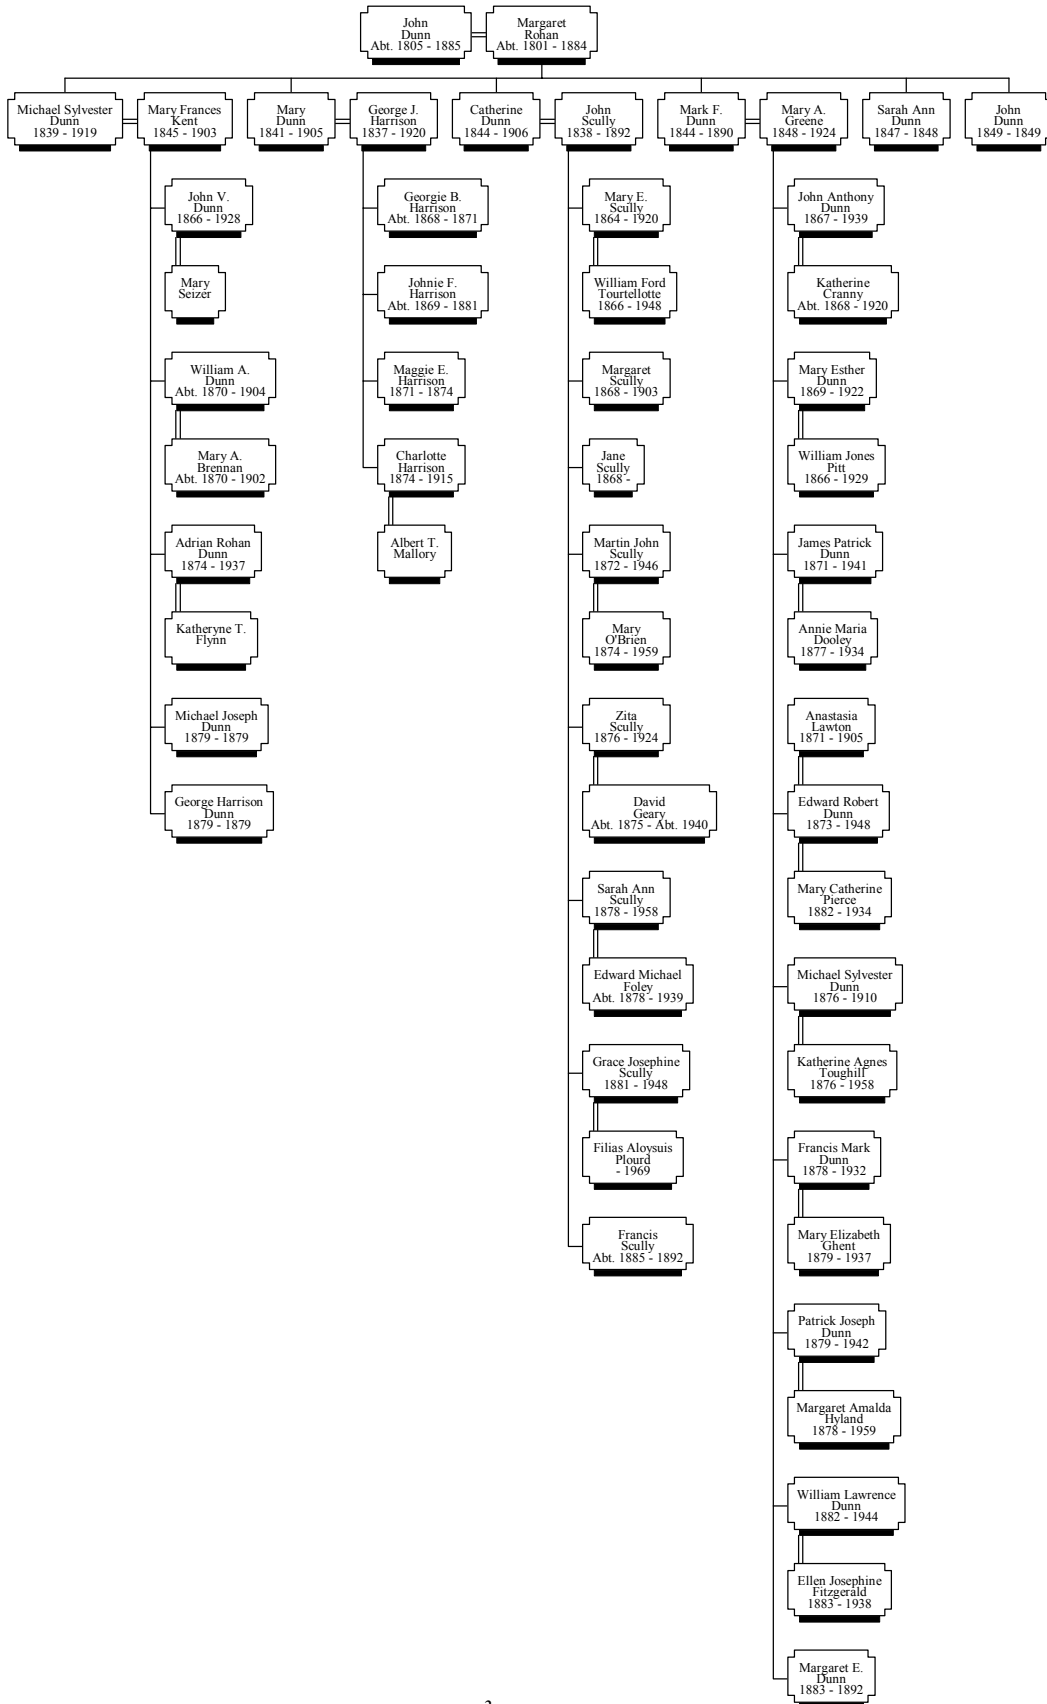 John
Dunn
Abt. 1805 - 1885
Margaret
Rohan
Abt. 1801 - 1884
Michael Sylvester
Dunn
1839 - 1919
Mary Frances
Kent
1845 - 1903
Mary
Dunn
1841 - 1905
George J.
Harrison
1837 - 1920
Catherine
Dunn
1844 - 1906
John
Scully
1838 - 1892
Mark F.
Dunn
1844 - 1890
Mary A.
Greene
1848 - 1924
Sarah Ann
Dunn
1847 - 1848
John
Dunn
1849 - 1849
John V.
Dunn
1866 - 1928
Mary
Seizer
William A.
Dunn
Abt. 1870 - 1904
Mary A.
Brennan
Abt. 1870 - 1902
Adrian Rohan
Dunn
1874 - 1937
Katheryne T.
Flynn
Michael Joseph
Dunn
1879 - 1879
George Harrison
Dunn
1879 - 1879
Georgie B.
Harrison
Abt. 1868 - 1871
Johnie F.
Harrison
Abt. 1869 - 1881
Maggie E.
Harrison
1871 - 1874
Charlotte
Harrison
1874 - 1915
Albert T.
Mallory
Mary E.
Scully
1864 - 1920
William Ford
Tourtellotte
1866 - 1948
Margaret
Scully
1868 - 1903
Jane
Scully
1868 -
Martin John
Scully
1872 - 1946
Mary
O'Brien
1874 - 1959
Zita
Scully
1876 - 1924
David
Geary
Abt. 1875 - Abt. 1940
Sarah Ann
Scully
1878 - 1958
Edward Michael
Foley
Abt. 1878 - 1939
Grace Josephine
Scully
1881 - 1948
Filias Aloysuis
Plourd
- 1969
Francis
Scully
Abt. 1885 - 1892
John Anthony
Dunn
1867 - 1939
Katherine
Cranny
Abt. 1868 - 1920
Mary Esther
Dunn
1869 - 1922
William Jones
Pitt
1866 - 1929
James Patrick
Dunn
1871 - 1941
Annie Maria
Dooley
1877 - 1934
Anastasia
Lawton
1871 - 1905
Edward Robert
Dunn
1873 - 1948
Mary Catherine
Pierce
1882 - 1934
Michael Sylvester
Dunn
1876 - 1910
Katherine Agnes
Toughill
1876 - 1958
Francis Mark
Dunn
1878 - 1932
Mary Elizabeth
Ghent
1879 - 1937
Patrick Joseph
Dunn
1879 - 1942
Margaret Amalda
Hyland
1878 - 1959
William Lawrence
Dunn
1882 - 1944
Ellen Josephine
Fitzgerald
1883 - 1938
Margaret E.
Dunn
1883 - 1892